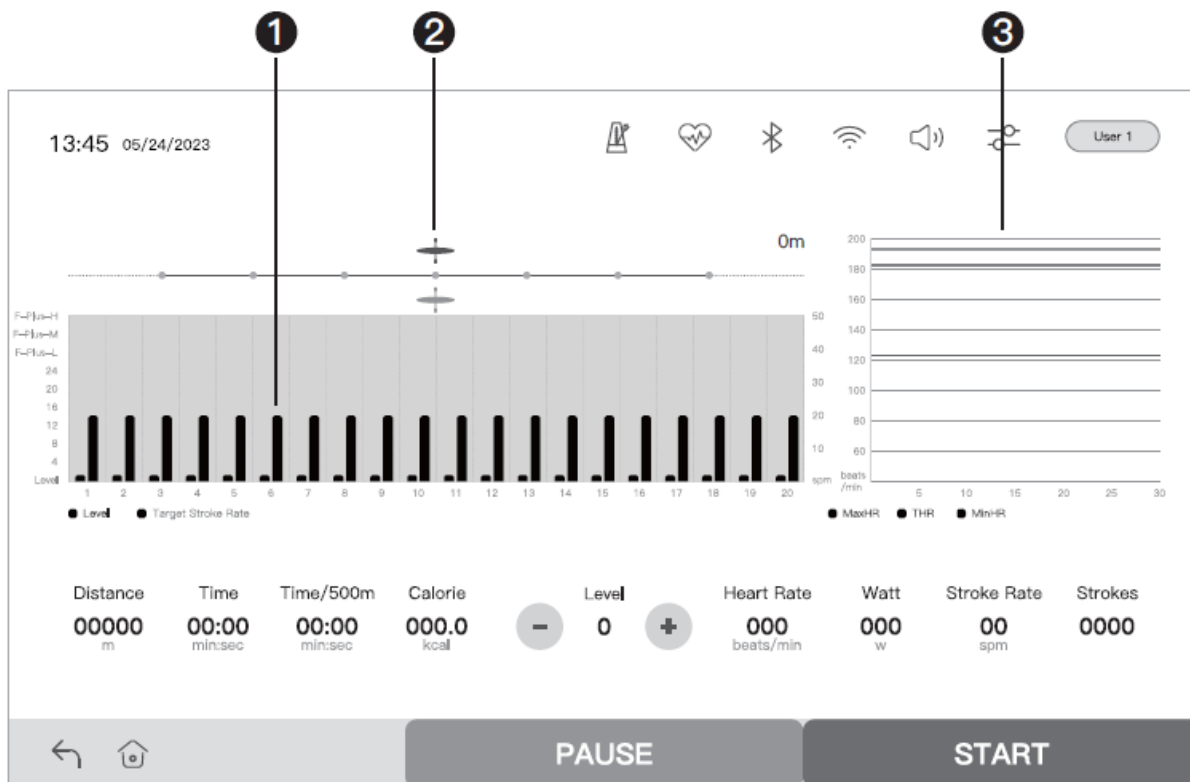 1 2 3
13:45 05/24/2023 User 1
0m
F-Plus-H
F-Plus-M
F-Plus-L
24
20
16
12
8
4
Level
50
40
30
20
10
spm
1 2 3 4 5 6 7 8 9 10 11 12 13 14 15 16 17 18 19 20
Level Target Stroke Rate
200
180
160
140
120
100
80
60
beats
/min
5 10 15 20 25 30
MaxHR THR MinHR
Distance Time Time/500m Calorie Level Heart Rate Watt Stroke Rate Strokes
00000 00:00 00:00 000.0 - 0 + 000 000 00 0000
m min:sec min:sec kcal beats/min w spm
PAUSE START